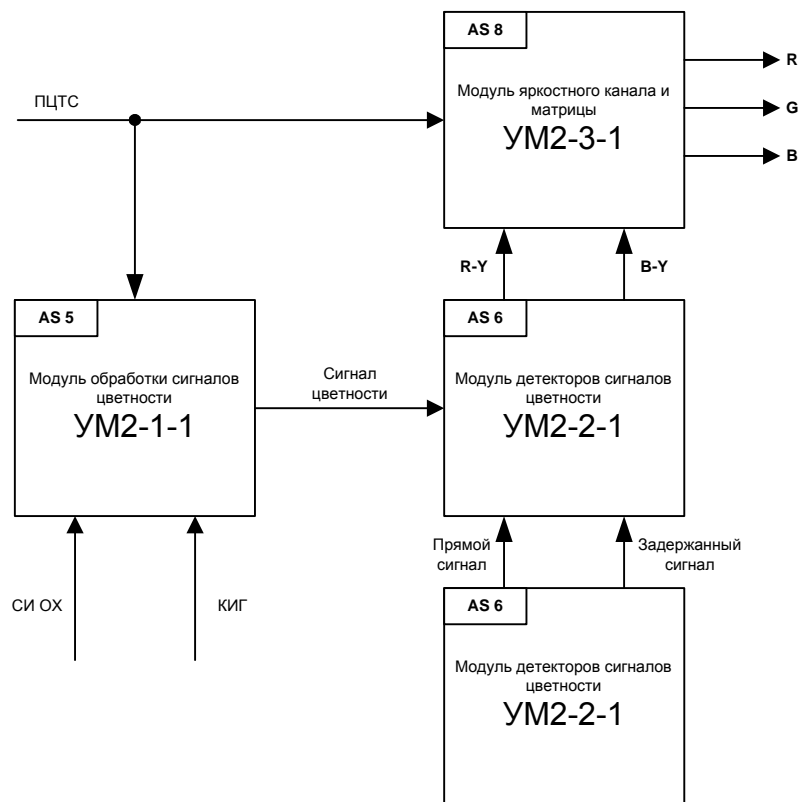 AS 8
Модуль яркостного канала и
матрицы
УМ2-3-1
R
G
B
ПЦТС
R-Y
B-Y
AS 5
Модуль обработки сигналов
цветности
УМ2-1-1
Сигнал
цветности
AS 6
Модуль детекторов сигналов
цветности
УМ2-2-1
СИ ОХ
КИГ
Прямой
сигнал
Задержанный
сигнал
AS 6
Модуль детекторов сигналов
цветности
УМ2-2-1